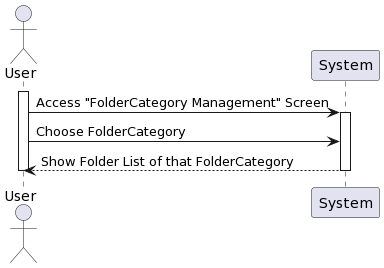 User
System
Access "FolderCategory Management" Screen
Choose FolderCategory
Show Folder List of that FolderCategory
User
System